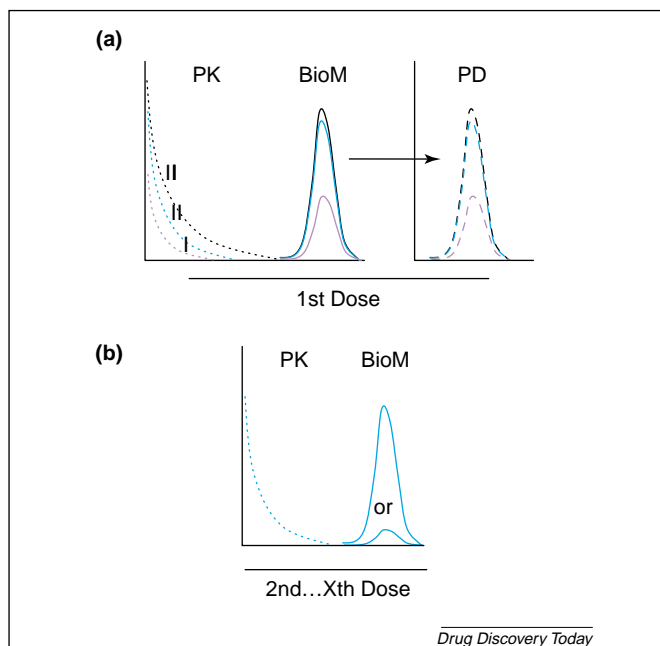 (a)
PK BioM PD
II
II
I
1st Dose
(b)
PK BioM
or
2nd...Xth Dose
Drug Discovery Today